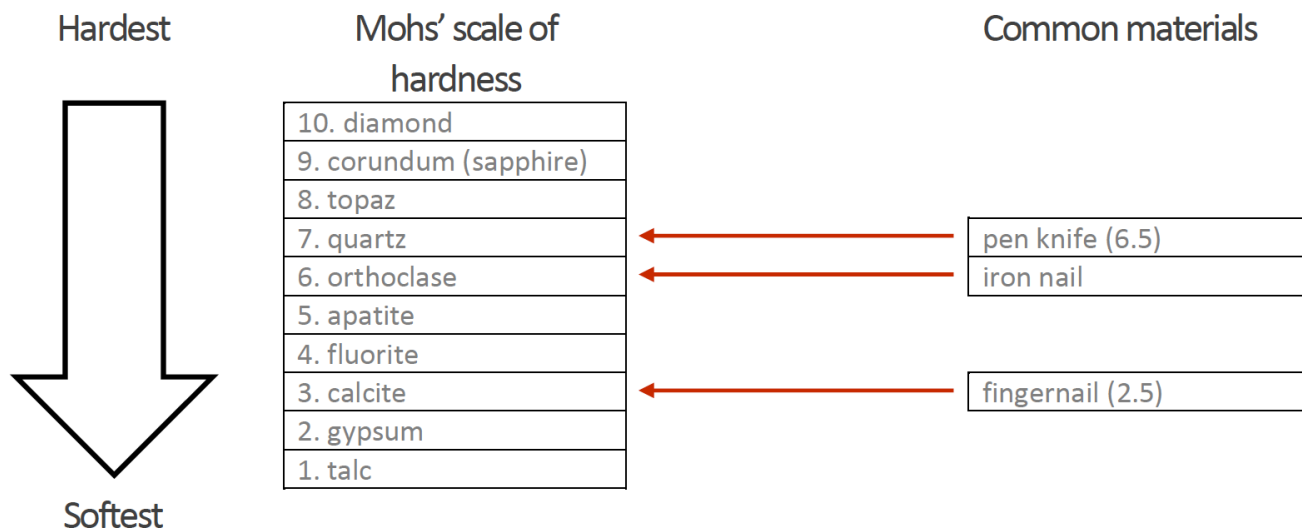 Hardest
Mohs’ scale of
hardness
Common materials
10. diamond
9. corundum (sapphire)
8. topaz
7. quartz
pen knife (6.5)
6. orthoclase
iron nail
5. apatite
4. fluorite
3. calcite
fingernail (2.5)
2. gypsum
1. talc
Softest